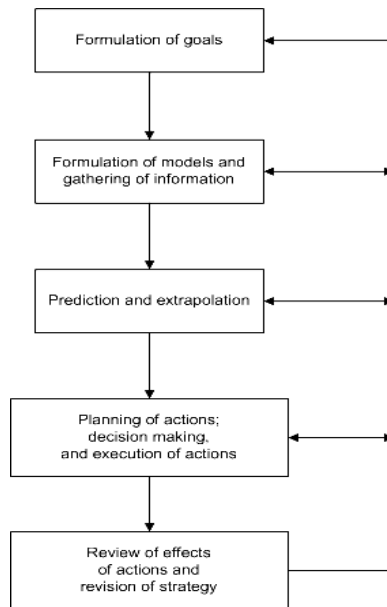 Formulation of goals
Formulation of models and
gathering of information
Prediction and extrapolation
Planning of actions;
decision making,
and execution of actions
Review of effects
of actions and
revision of strategy